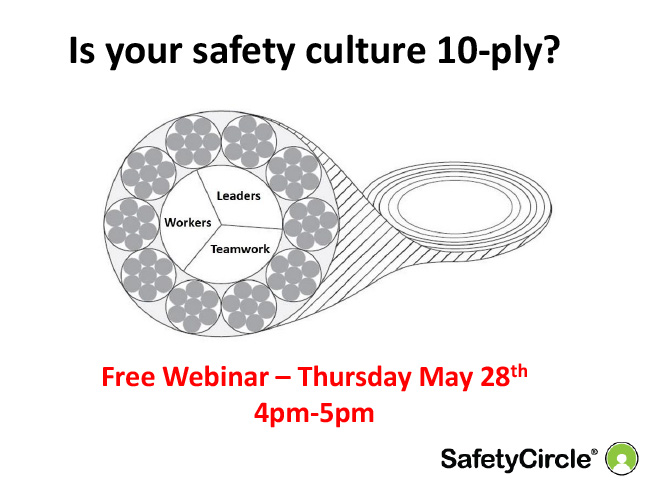 Is your safety culture 10-ply?
Leaders
Workers
Teamwork
Free Webinar – Thursday May 28th
4pm-5pm
SafetyCircle®